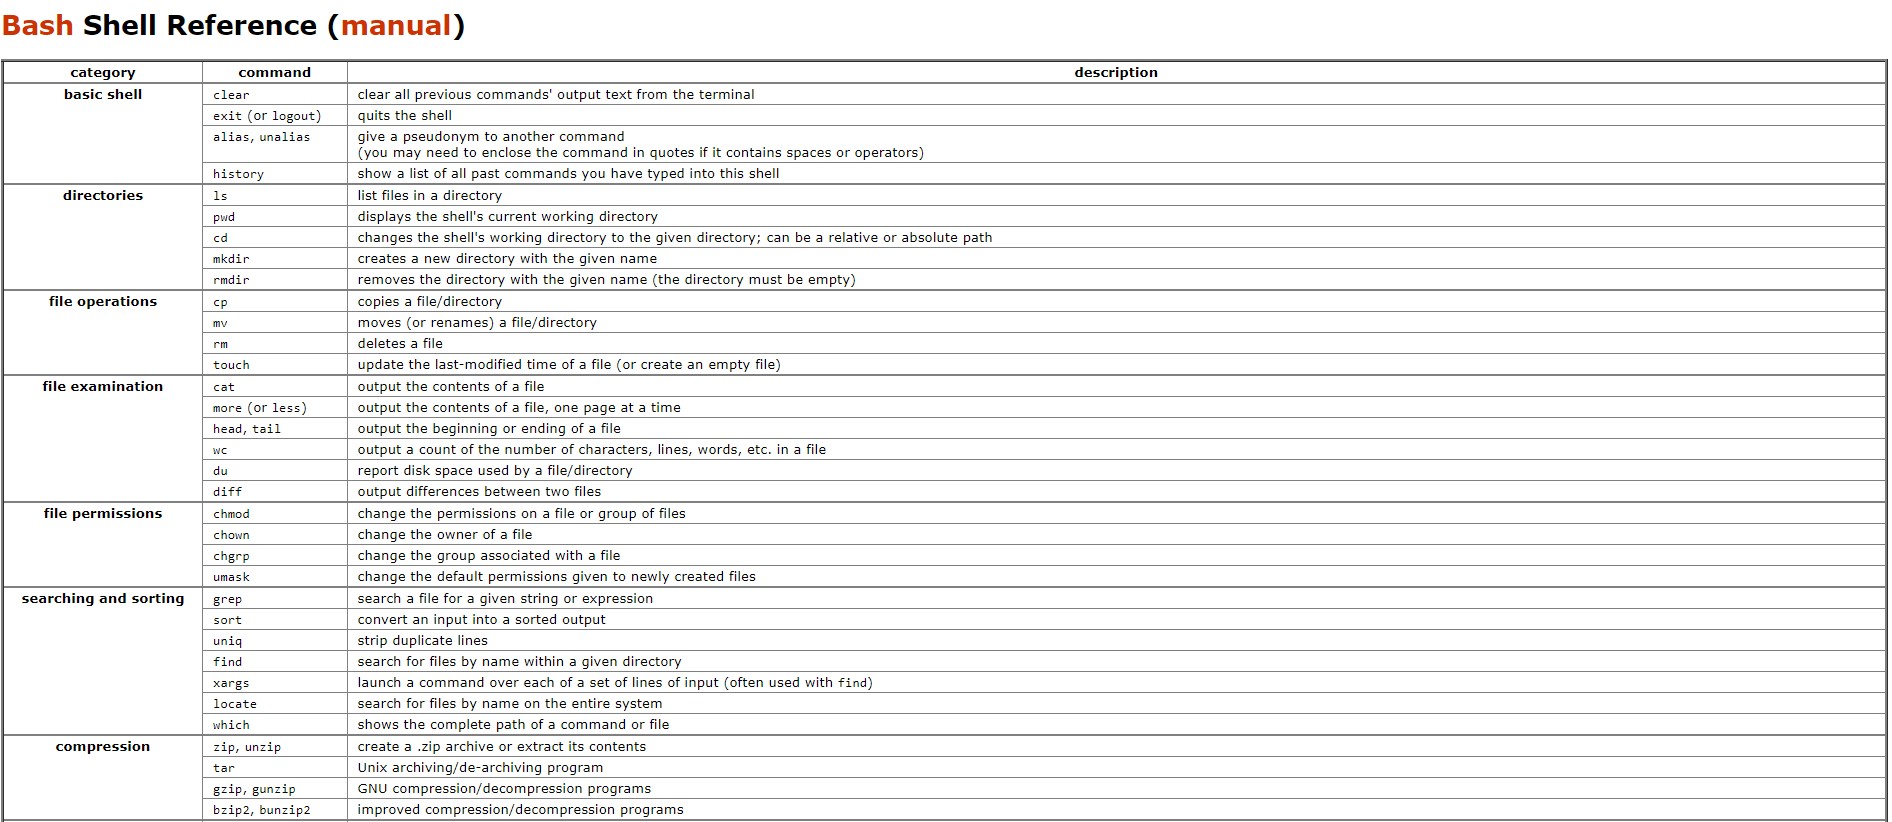 Bash Shell Reference (manual)
category command description
basic shell clear clear all previous commands' output text from the terminal
exit (or logout) quits the shell
alias, unalias give a pseudonym to another command
(you may need to enclose the command in quotes if it contains spaces or operators)
history show a list of all past commands you have typed into this shell
directories ls list files in a directory
pwd displays the shell's current working directory
cd changes the shell's working directory to the given directory; can be a relative or absolute path
mkdir creates a new directory with the given name
rmdir removes the directory with the given name (the directory must be empty)
file operations cp copies a file/directory
mv moves (or renames) a file/directory
rm deletes a file
touch update the last-modified time of a file (or create an empty file)
file examination cat output the contents of a file
more (or less) output the contents of a file, one page at a time
head, tail output the beginning or ending of a file
wc output a count of the number of characters, lines, words, etc. in a file
du report disk space used by a file/directory
diff output differences between two files
file permissions chmod change the permissions on a file or group of files
chown change the owner of a file
chgrp change the group associated with a file
umask change the default permissions given to newly created files
searching and sorting grep search a file for a given string or expression
sort convert an input into a sorted output
uniq strip duplicate lines
find search for files by name within a given directory
xargs launch a command over each of a set of lines of input (often used with find)
locate search for files by name on the entire system
which shows the complete path of a command or file
compression zip, unzip create a .zip archive or extract its contents
tar Unix archiving/de-archiving program
gzip, gunzip GNU compression/decompression programs
bzip2, bunzip2 improved compression/decompression programs